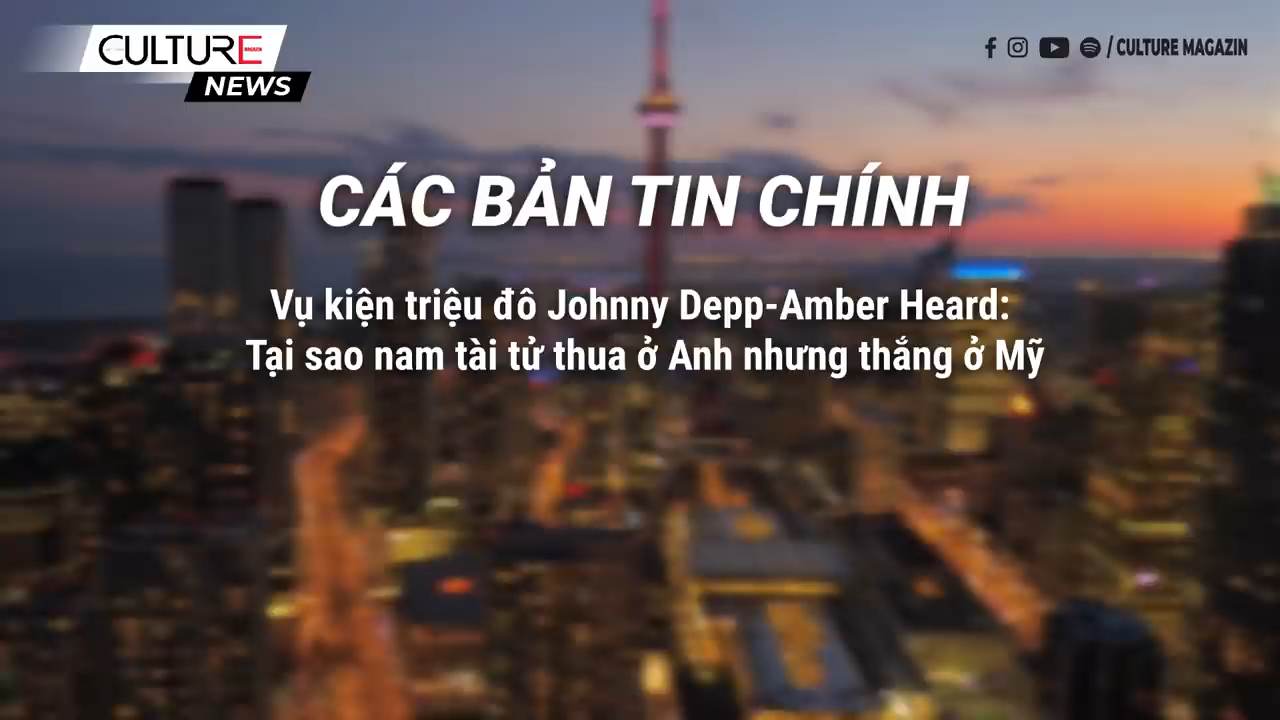 CULTURE
MAGAZIN
NEWS
/ CULTURE MAGAZIN
CÁC BẢN TIN CHÍNH
Vụ kiện triệu đô Johnny Depp-Amber Heard:
Tại sao nam tài tử thua ở Anh nhưng thắng ở Mỹ